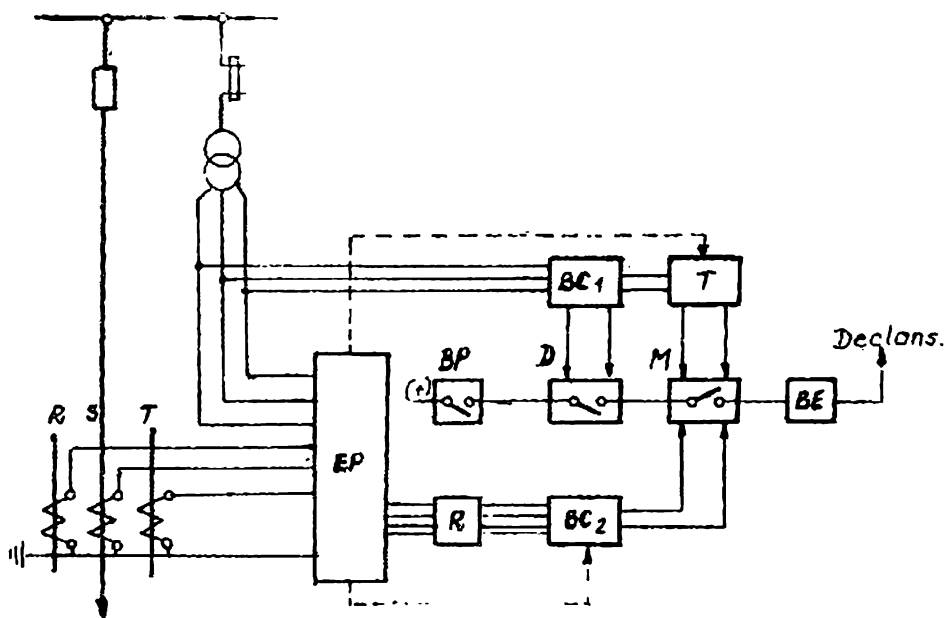 BC1 T
Declans.
BP D M
(+) BE
R S T
EP
R BC2